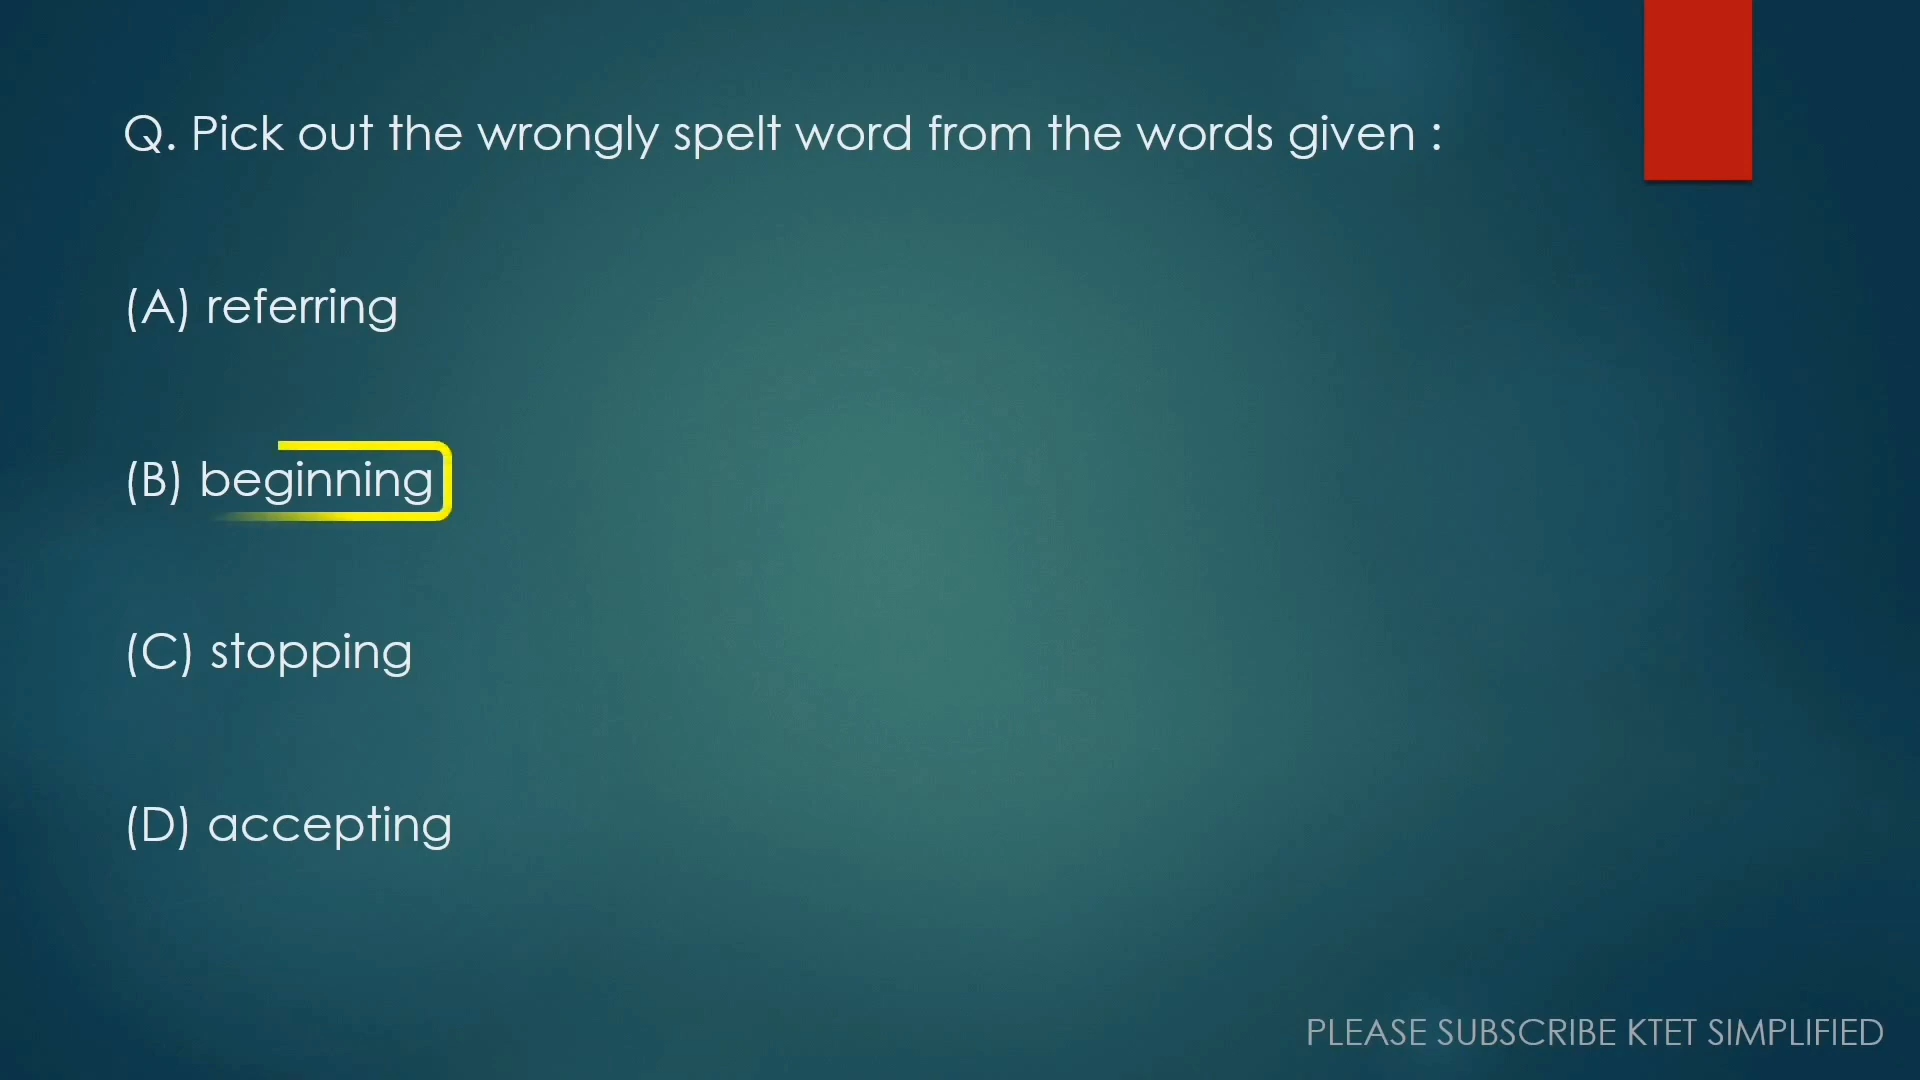 Q. Pick out the wrongly spelt word from the words given :
(A) referring
(B) beginning
(C) stopping
(D) accepting
PLEASE SUBSCRIBE KTET SIMPLIFIED